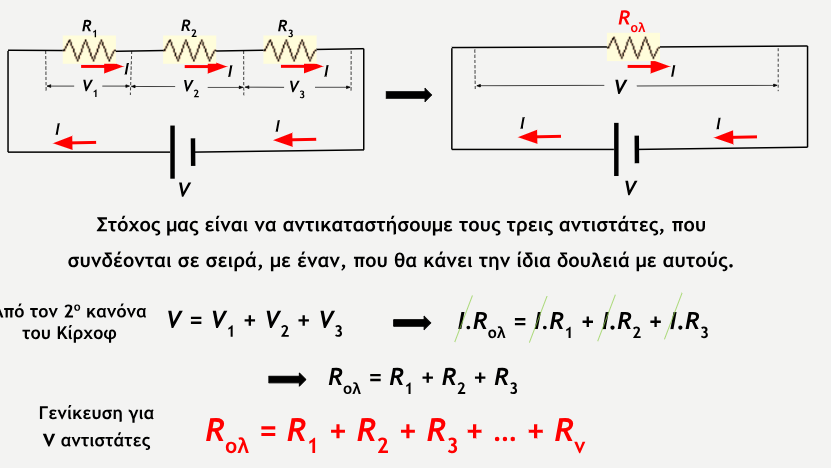 R1 R2 R3
I I I
V1 V2 V3
I I
V
Rολ
I
V
I I
V
Στόχος μας είναι να αντικαταστήσουμε τους τρεις αντιστάτες, που
συνδέονται σε σειρά, με έναν, που θα κάνει την ίδια δουλειά με αυτούς.
από τον 2ο κανόνα
του Κίρχοφ
V = V1 + V2 + V3
I.Rολ = I.R1 + I.R2 + I.R3
Rολ = R1 + R2 + R3
Γενίκευση για
ν αντιστάτες
Rολ = R1 + R2 + R3 + … + Rν